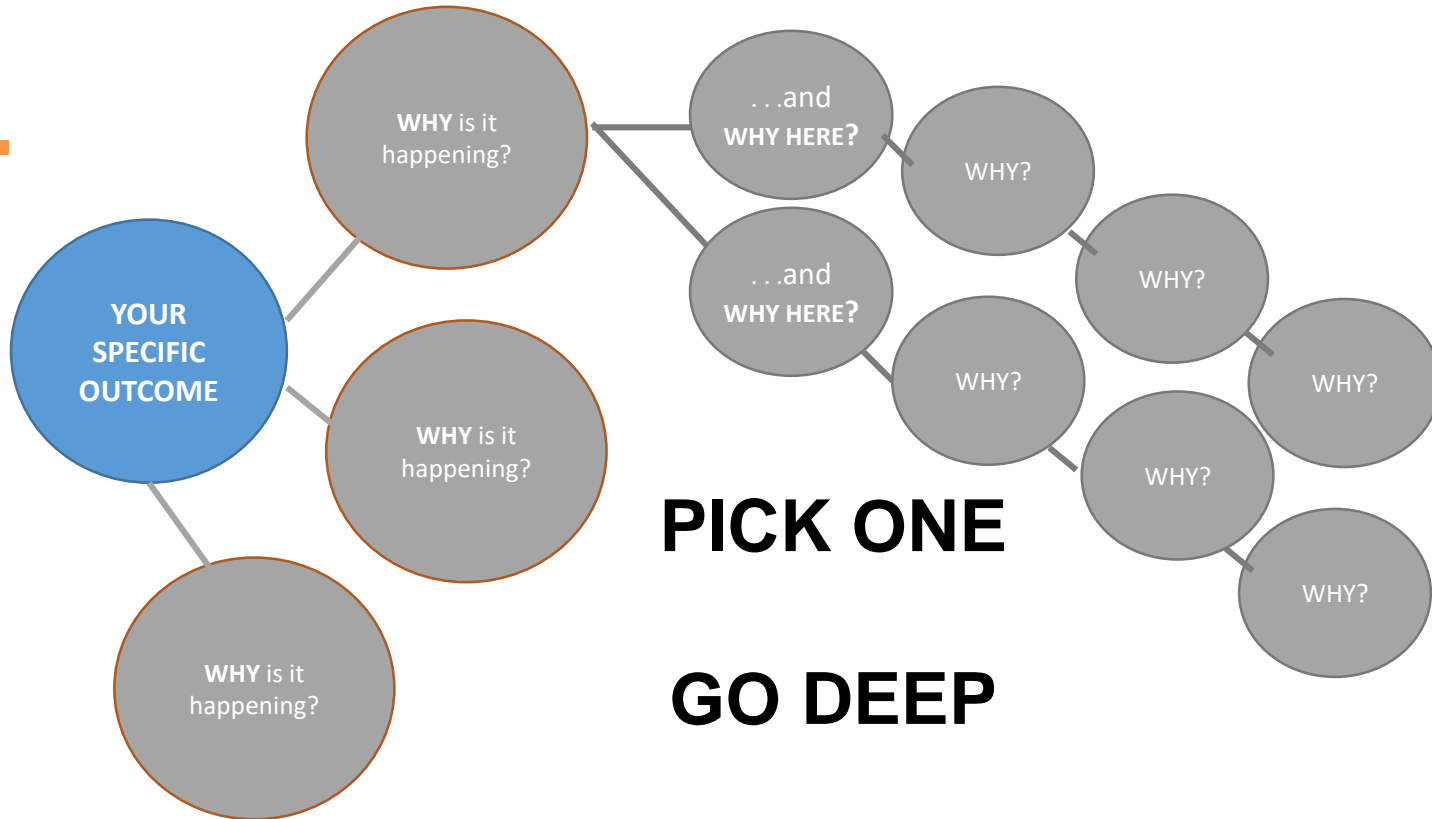 YOUR
SPECIFIC
OUTCOME
WHY is it
happening?
WHY is it
happening?
WHY is it
happening?
. . .and
WHY HERE?
WHY?
WHY?
WHY?
. . .and
WHY HERE?
WHY?
WHY?
WHY?
PICK ONE
GO DEEP